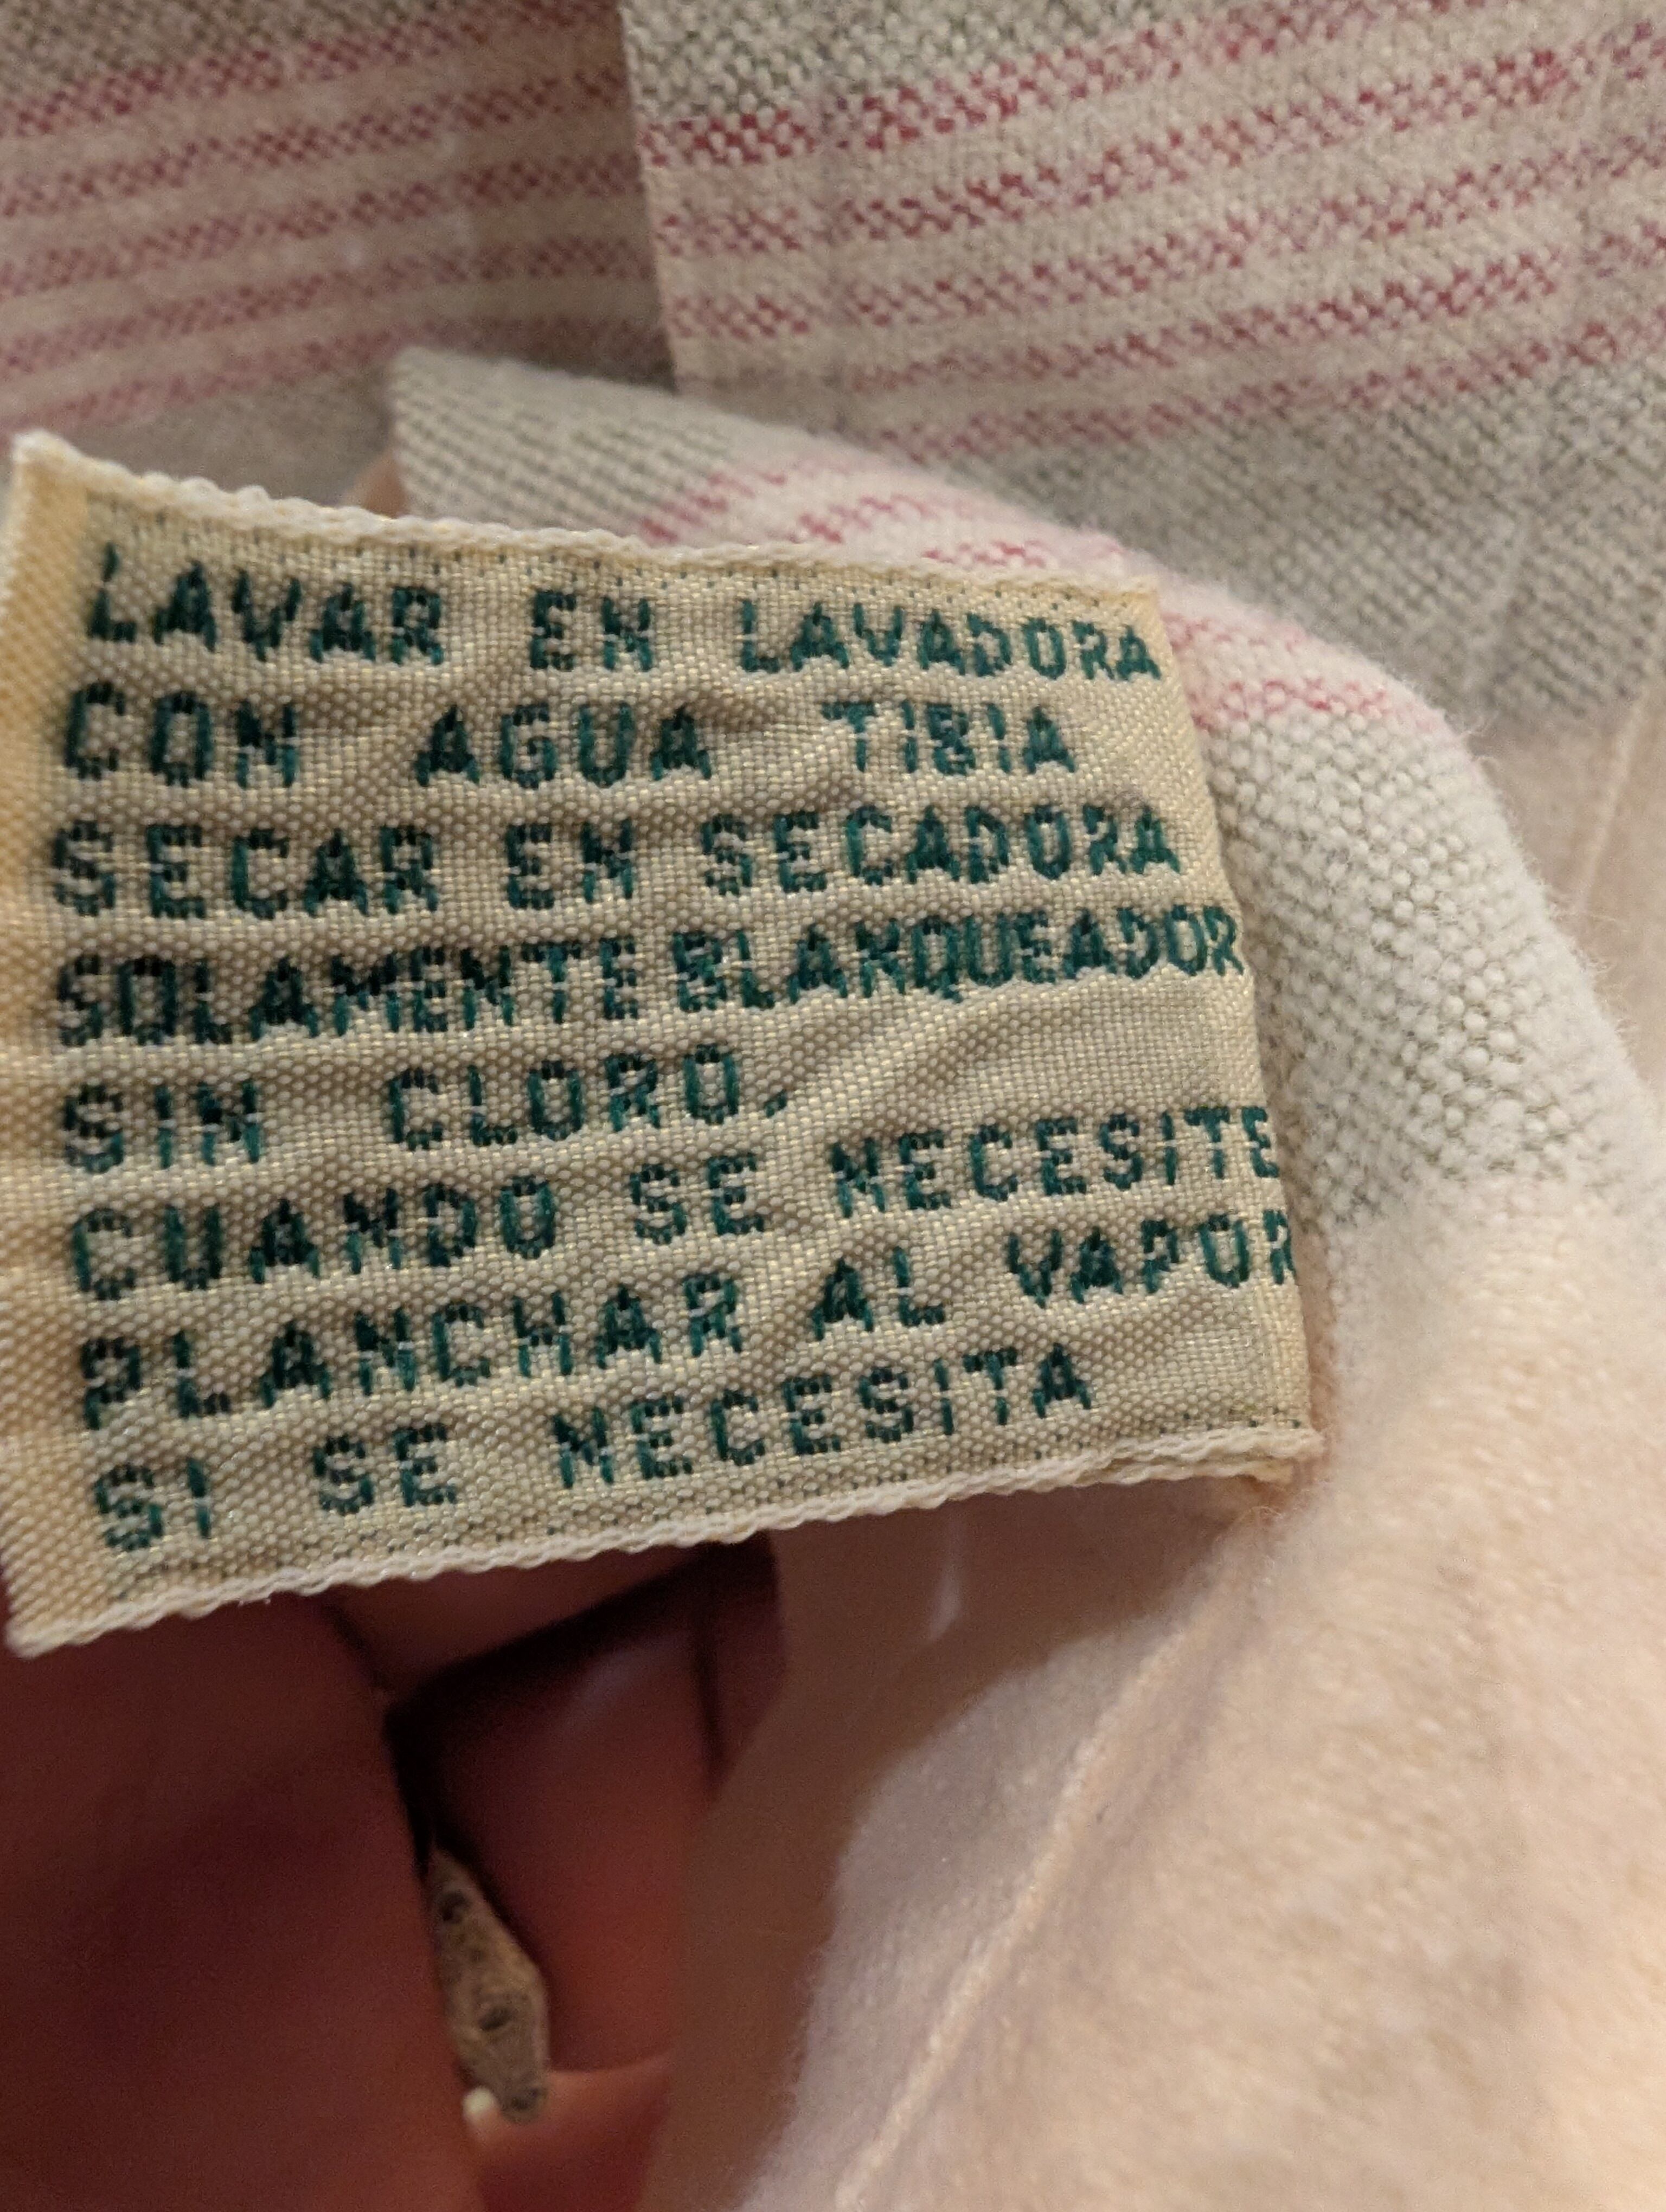 LAVAR EN LAVADORA
CON AGUA TIBIA
SECAR EN SECADORA
SOLAMENTE BLANQUEADOR
SIN CLORO,
CUANDO SE NECESITE
PLANCHAR AL VAPOR
SI SE NECESITA